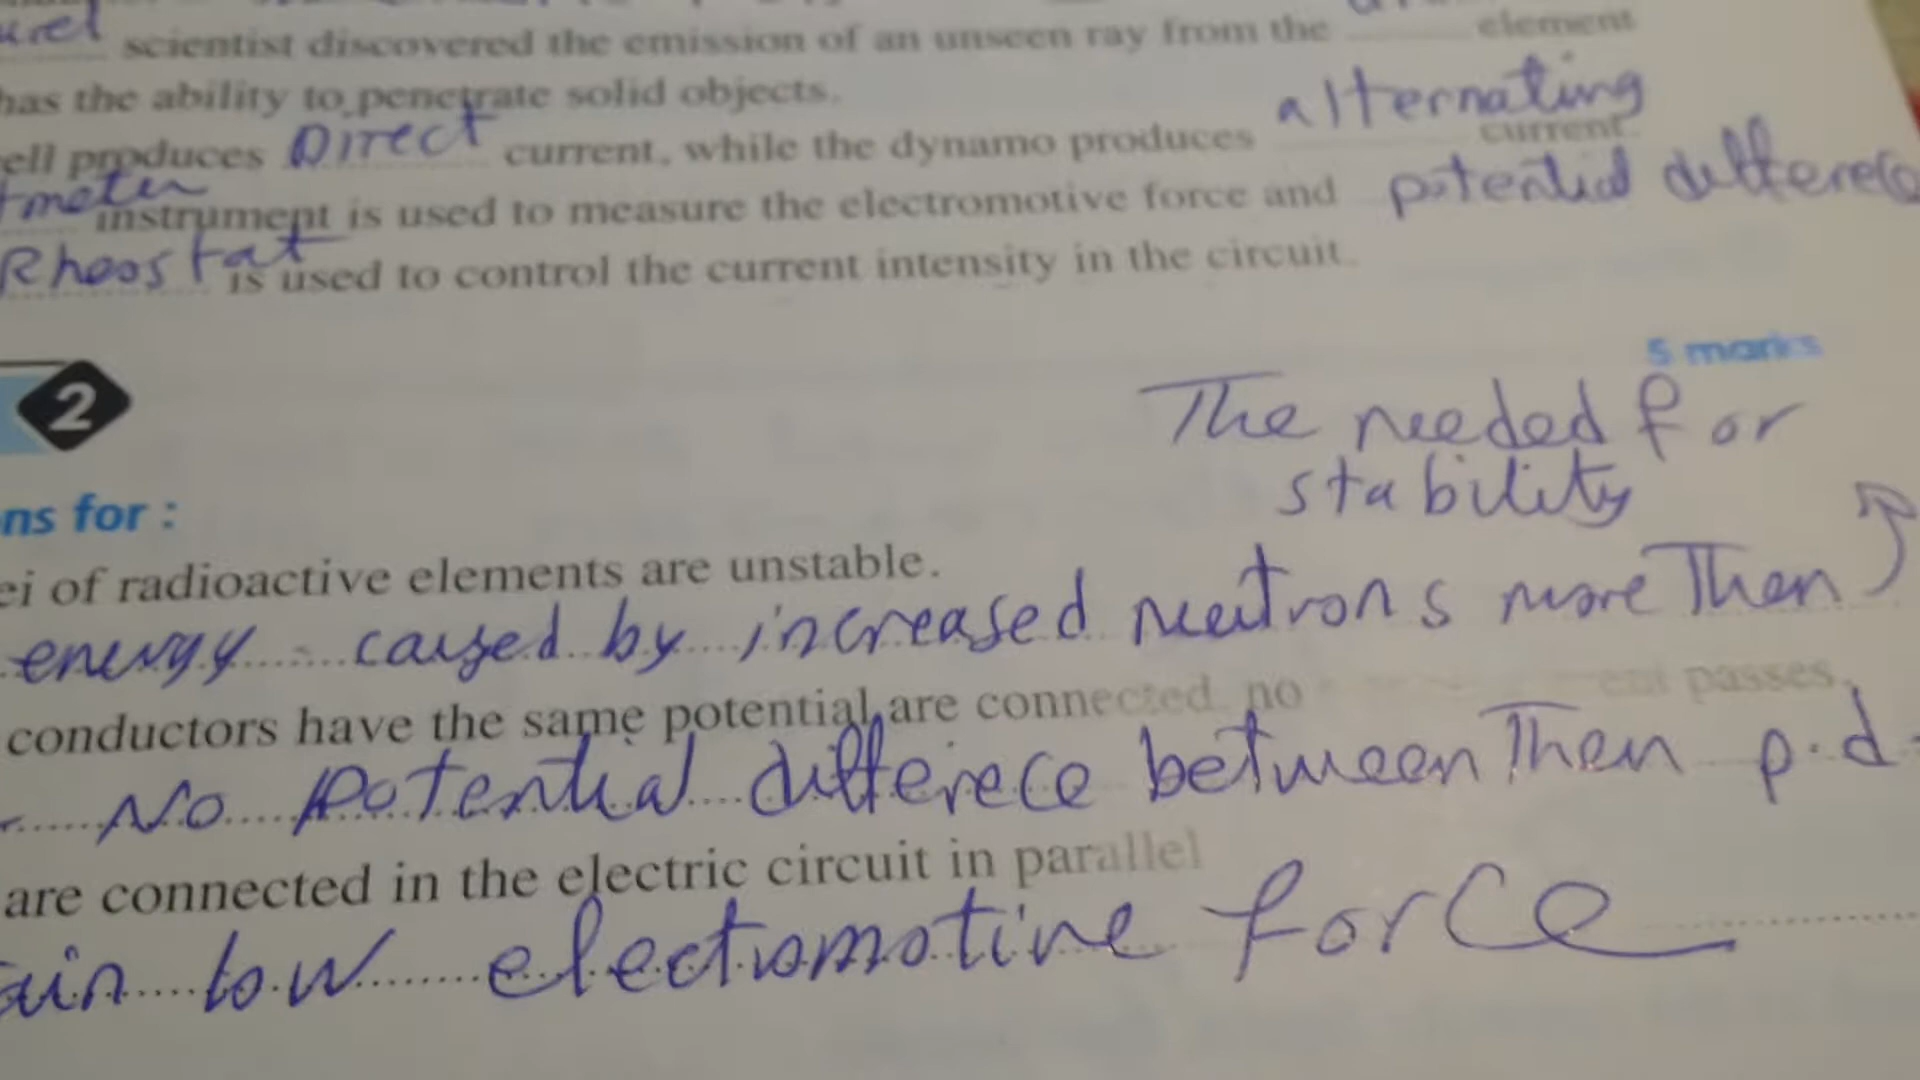 scientist discovered the emission of an unseen ray from the element
has the ability to penetrate solid objects.
ell produces Direct current, while the dynamo produces alternating current.
tmeter instrument is used to measure the electromotive force and potential differece
Rheostat is used to control the current intensity in the circuit.
2
5 marks
The needed for
stability
ns for :
ei of radioactive elements are unstable.
energy caused by increased neutrons more Then
conductors have the same potential are connected no passes.
No Potential differece between Then p.d
are connected in the electric circuit in parallel
ain low electromotive force